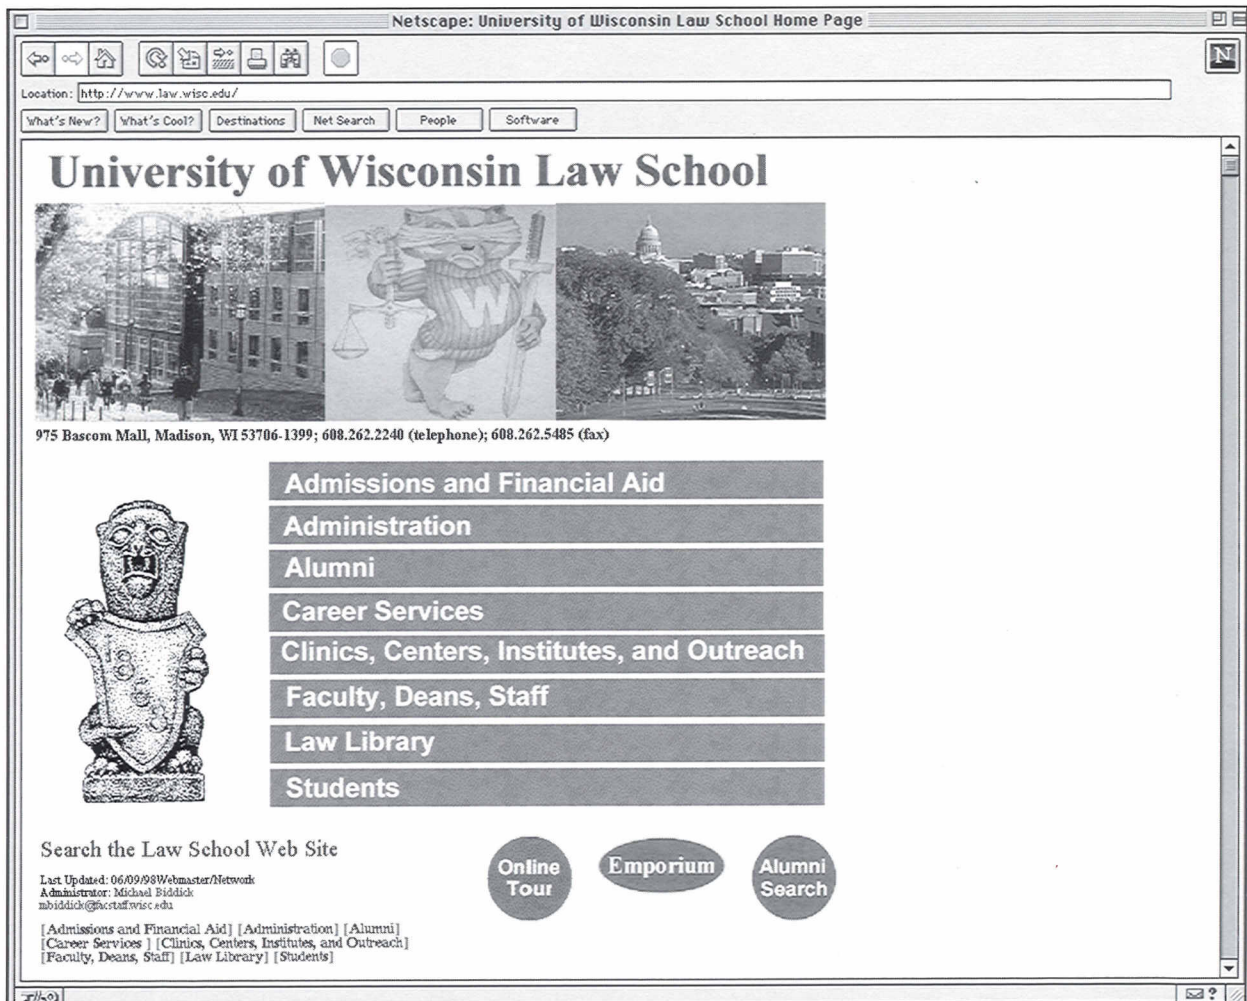 Netscape: University of Wisconsin Law School Home Page
N
Location: http://www.law.wisc.edu/
What's New? What's Cool? Destinations Net Search People Software
University of Wisconsin Law School
W
975 Bascom Mall, Madison, WI 53706-1399; 608.262.2240 (telephone); 608.262.5485 (fax)
Admissions and Financial Aid
Administration
Alumni
Career Services
Clinics, Centers, Institutes, and Outreach
Faculty, Deans, Staff
Law Library
Students
18
6
8
Search the Law School Web Site
Last Updated: 06/09/98Webmaster/Network
Administrator: Michael Biddick
mbiddick@facstaff.wisc.edu
Online
Tour
Emporium
Alumni
Search
[Admissions and Financial Aid] [Administration] [Alumni]
[Career Services ] [Clinics, Centers, Institutes, and Outreach]
[Faculty, Deans, Staff] [Law Library] [Students]
?